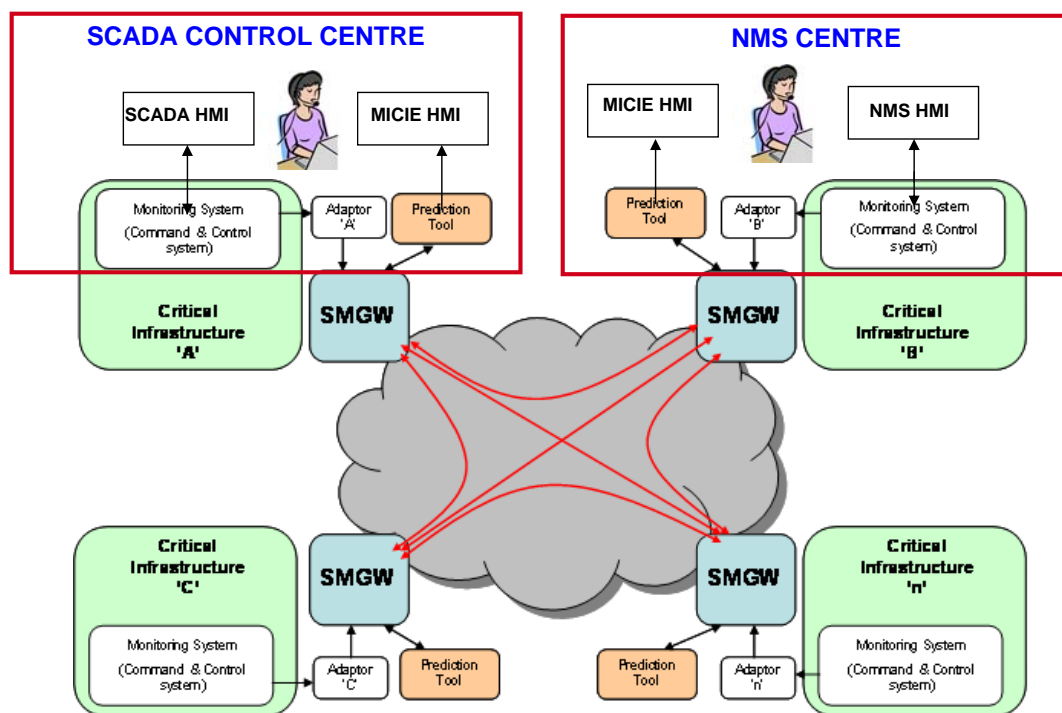 SCADA CONTROL CENTRE
NMS CENTRE
SCADA HMI
MICIE HMI
MICIE HMI
NMS HMI
Monitoring System
(Command & Control
system)
Adaptor
'A'
Prediction
Tool
Prediction
Tool
Adaptor
'B'
Monitoring System
(Command & Control
system)
Critical
Infrastructure
'A'
SMGW
SMGW
Critical
Infrastructure
'B'
Critical
Infrastructure
'C'
SMGW
SMGW
Critical
Infrastructure
'n'
Monitoring System
(Command & Control
system)
Adaptor
'C'
Prediction
Tool
Prediction
Tool
Adaptor
'n'
Monitoring System
(Command & Control
system)